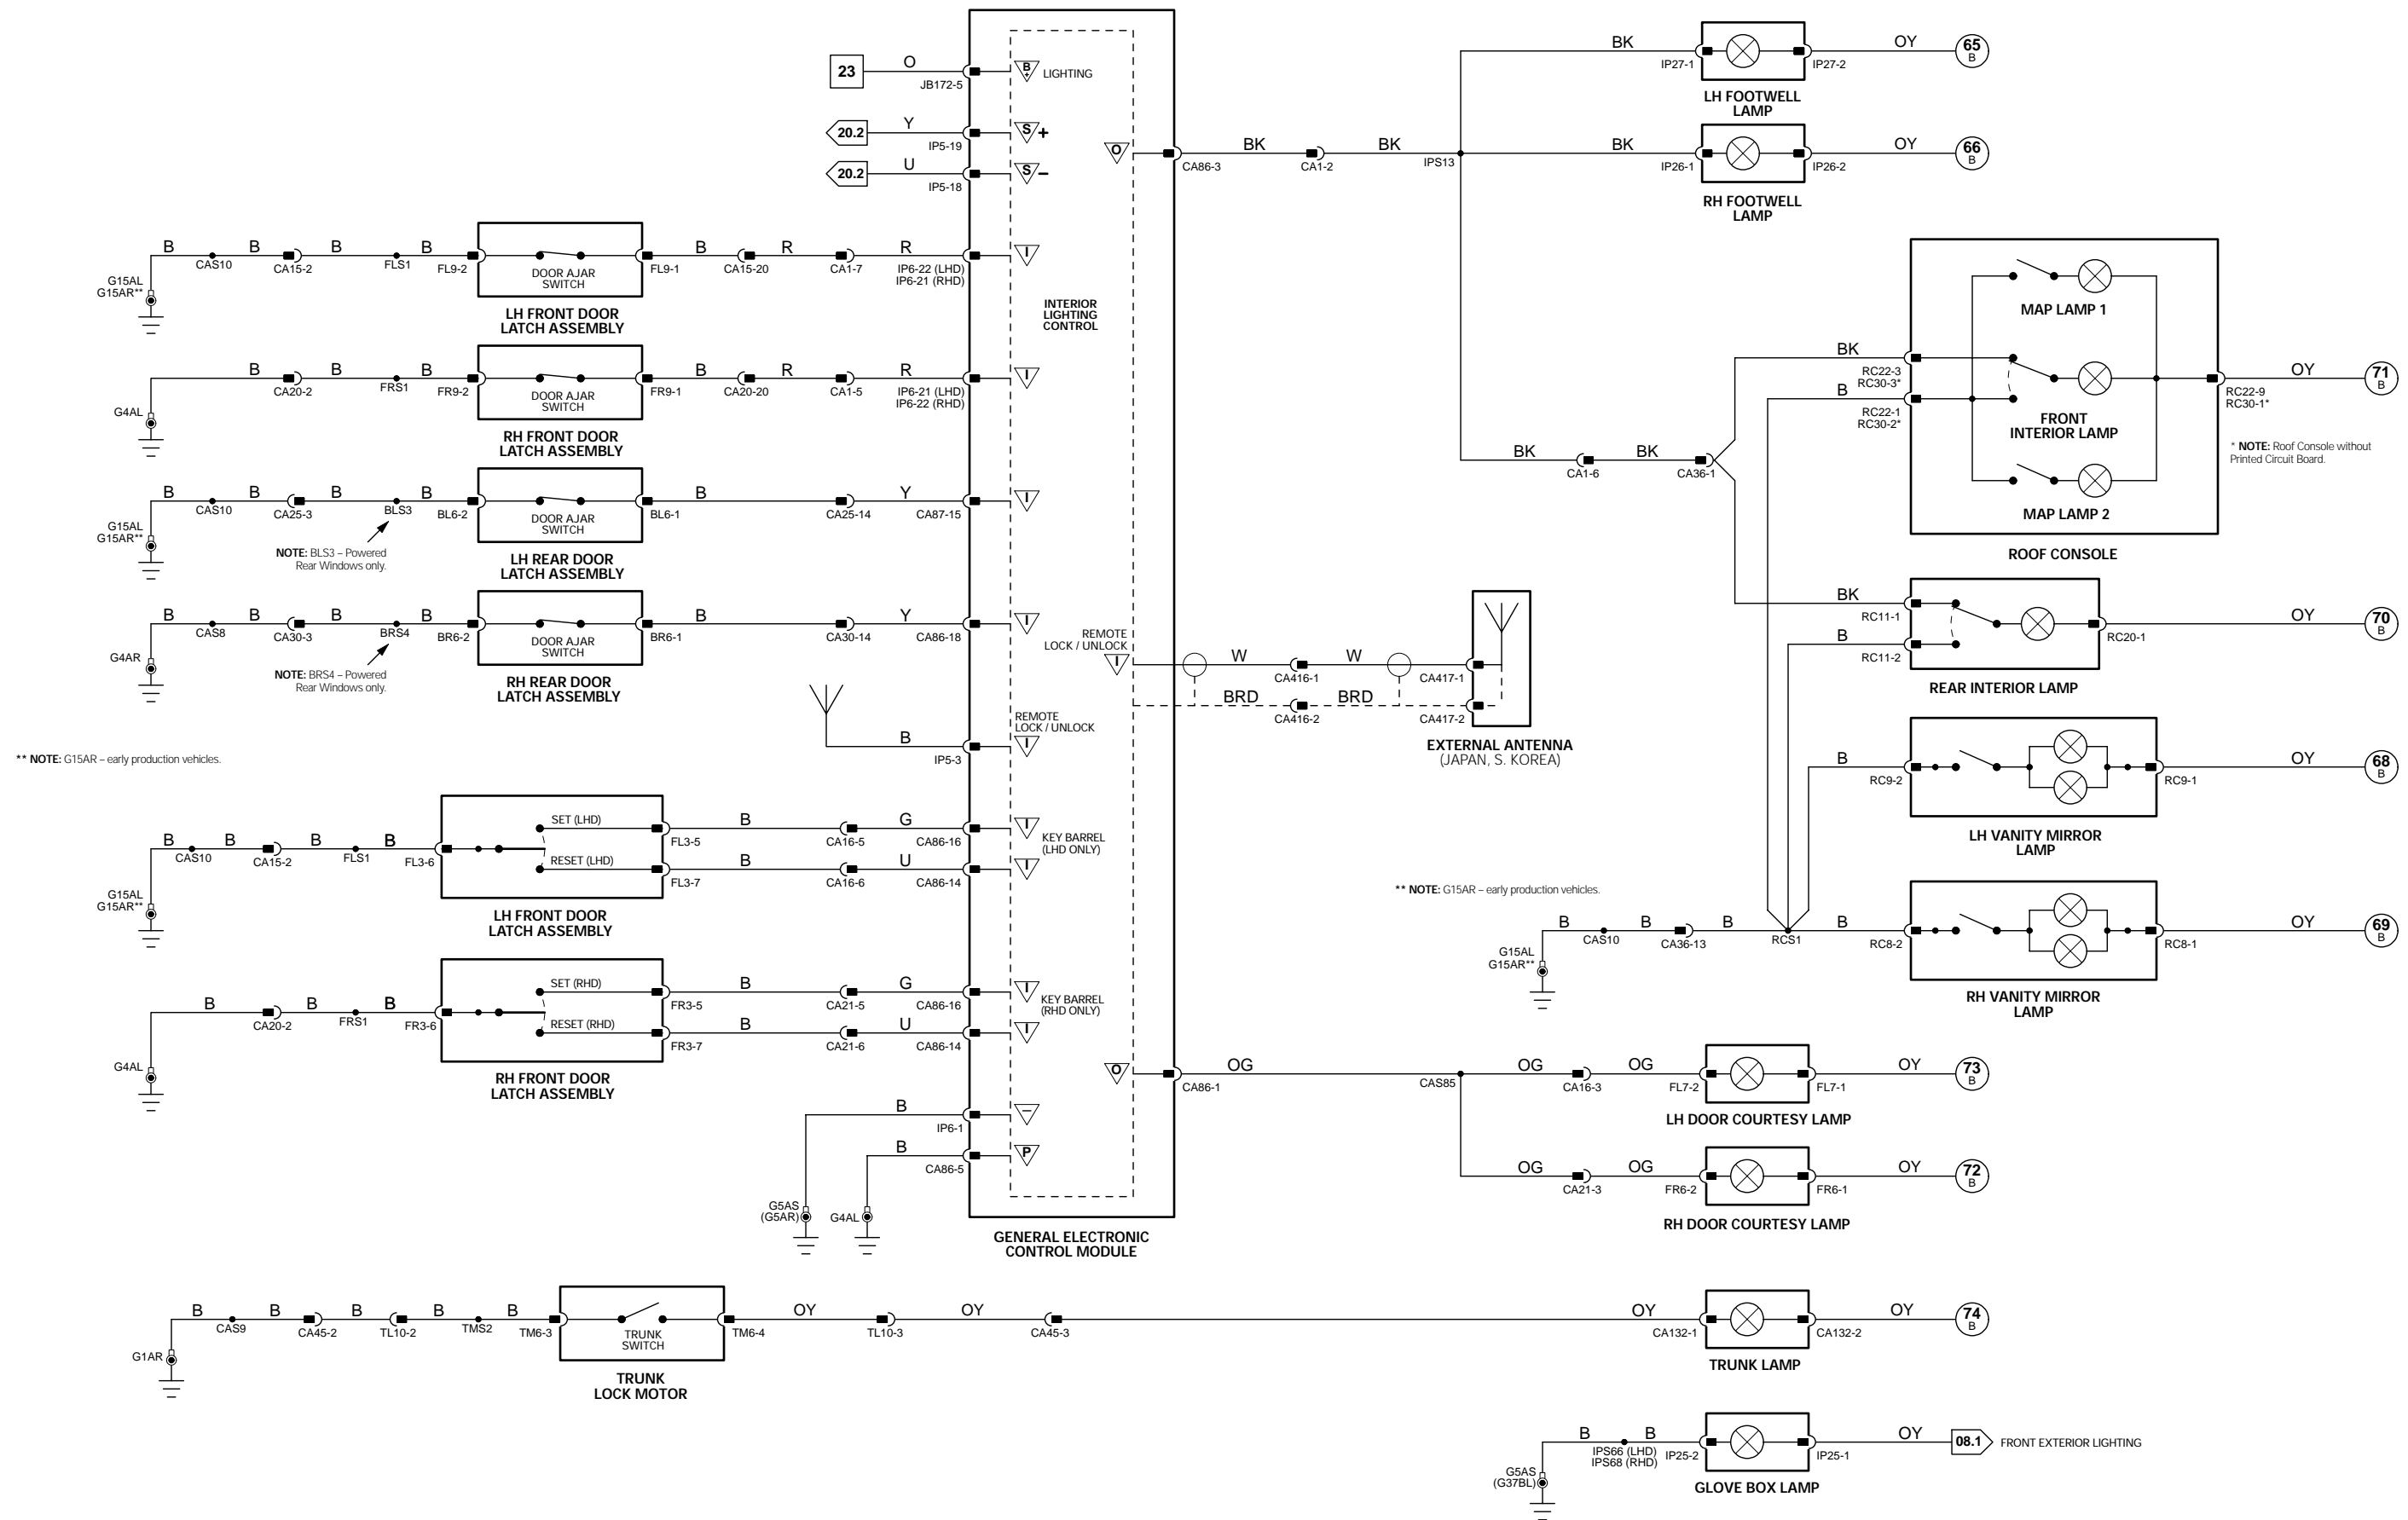 23
O
JB172-5
B
+
LIGHTING
20.2
Y
IP5-19
S
+
20.2
U
IP5-18
S
–
O
CA86-3
BK
CA1-2
BK
IPS13
BK
IP27-1
IP27-2
OY
65
B
LH FOOTWELL
LAMP
BK
IP26-1
IP26-2
OY
66
B
RH FOOTWELL
LAMP
B
CAS10
B
CA15-2
B
FLS1
B
FL9-2
DOOR AJAR
SWITCH
FL9-1
B
CA15-20
R
CA1-7
R
IP6-22 (LHD)
IP6-21 (RHD)
I
G15AL
G15AR**
LH FRONT DOOR
LATCH ASSEMBLY
INTERIOR
LIGHTING
CONTROL
B
CA20-2
B
FRS1
B
FR9-2
DOOR AJAR
SWITCH
FR9-1
B
CA20-20
R
CA1-5
R
IP6-21 (LHD)
IP6-22 (RHD)
I
G4AL
RH FRONT DOOR
LATCH ASSEMBLY
B
CAS10
B
CA25-3
B
BLS3
B
BL6-2
DOOR AJAR
SWITCH
BL6-1
B
CA25-14
Y
CA87-15
I
G15AL
G15AR**
NOTE: BLS3 – Powered
Rear Windows only.
LH REAR DOOR
LATCH ASSEMBLY
B
CAS8
B
CA30-3
B
BRS4
B
BR6-2
DOOR AJAR
SWITCH
BR6-1
B
CA30-14
Y
CA86-18
I
G4AR
NOTE: BRS4 – Powered
Rear Windows only.
RH REAR DOOR
LATCH ASSEMBLY
REMOTE
LOCK / UNLOCK
I
W
CA416-1
W
CA417-1
BRD
CA416-2
BRD
CA417-2
EXTERNAL ANTENNA
(JAPAN, S. KOREA)
REMOTE
LOCK / UNLOCK
B
IP5-3
I
** NOTE: G15AR – early production vehicles.
BK
CA1-6
BK
CA36-1
BK
RC22-3
RC30-3*
B
RC22-1
RC30-2*
MAP LAMP 1
FRONT
INTERIOR LAMP
MAP LAMP 2
ROOF CONSOLE
RC22-9
RC30-1*
OY
71
B
* NOTE: Roof Console without
Printed Circuit Board.
BK
RC11-1
B
RC11-2
RC20-1
OY
70
B
REAR INTERIOR LAMP
B
RC9-2
RC9-1
OY
68
B
LH VANITY MIRROR
LAMP
** NOTE: G15AR – early production vehicles.
B
CAS10
B
CA36-13
B
RCS1
B
RC8-2
RC8-1
OY
69
B
G15AL
G15AR**
RH VANITY MIRROR
LAMP
B
CAS10
B
CA15-2
B
FLS1
B
FL3-6
SET (LHD)
RESET (LHD)
FL3-5
B
CA16-5
G
CA86-16
I
KEY BARREL
(LHD ONLY)
FL3-7
B
CA16-6
U
CA86-14
I
G15AL
G15AR**
LH FRONT DOOR
LATCH ASSEMBLY
B
CA20-2
B
FRS1
B
FR3-6
SET (RHD)
RESET (RHD)
FR3-5
B
CA21-5
G
CA86-16
I
KEY BARREL
(RHD ONLY)
FR3-7
B
CA21-6
U
CA86-14
I
G4AL
RH FRONT DOOR
LATCH ASSEMBLY
O
CA86-1
OG
CAS85
OG
CA16-3
OG
FL7-2
FL7-1
OY
73
B
LH DOOR COURTESY LAMP
OG
CA21-3
OG
FR6-2
FR6-1
OY
72
B
RH DOOR COURTESY LAMP
B
IP6-1
–
B
CA86-5
P
G5AS
(G5AR)
G4AL
GENERAL ELECTRONIC
CONTROL MODULE
B
CAS9
B
CA45-2
B
TL10-2
B
TMS2
B
TM6-3
TRUNK
SWITCH
TM6-4
OY
TL10-3
OY
CA45-3
OY
CA132-1
CA132-2
OY
74
B
G1AR
TRUNK
LOCK MOTOR
TRUNK LAMP
B
IPS66 (LHD)
IPS68 (RHD)
B
IP25-2
IP25-1
OY
08.1
FRONT EXTERIOR LIGHTING
G5AS
(G37BL)
GLOVE BOX LAMP